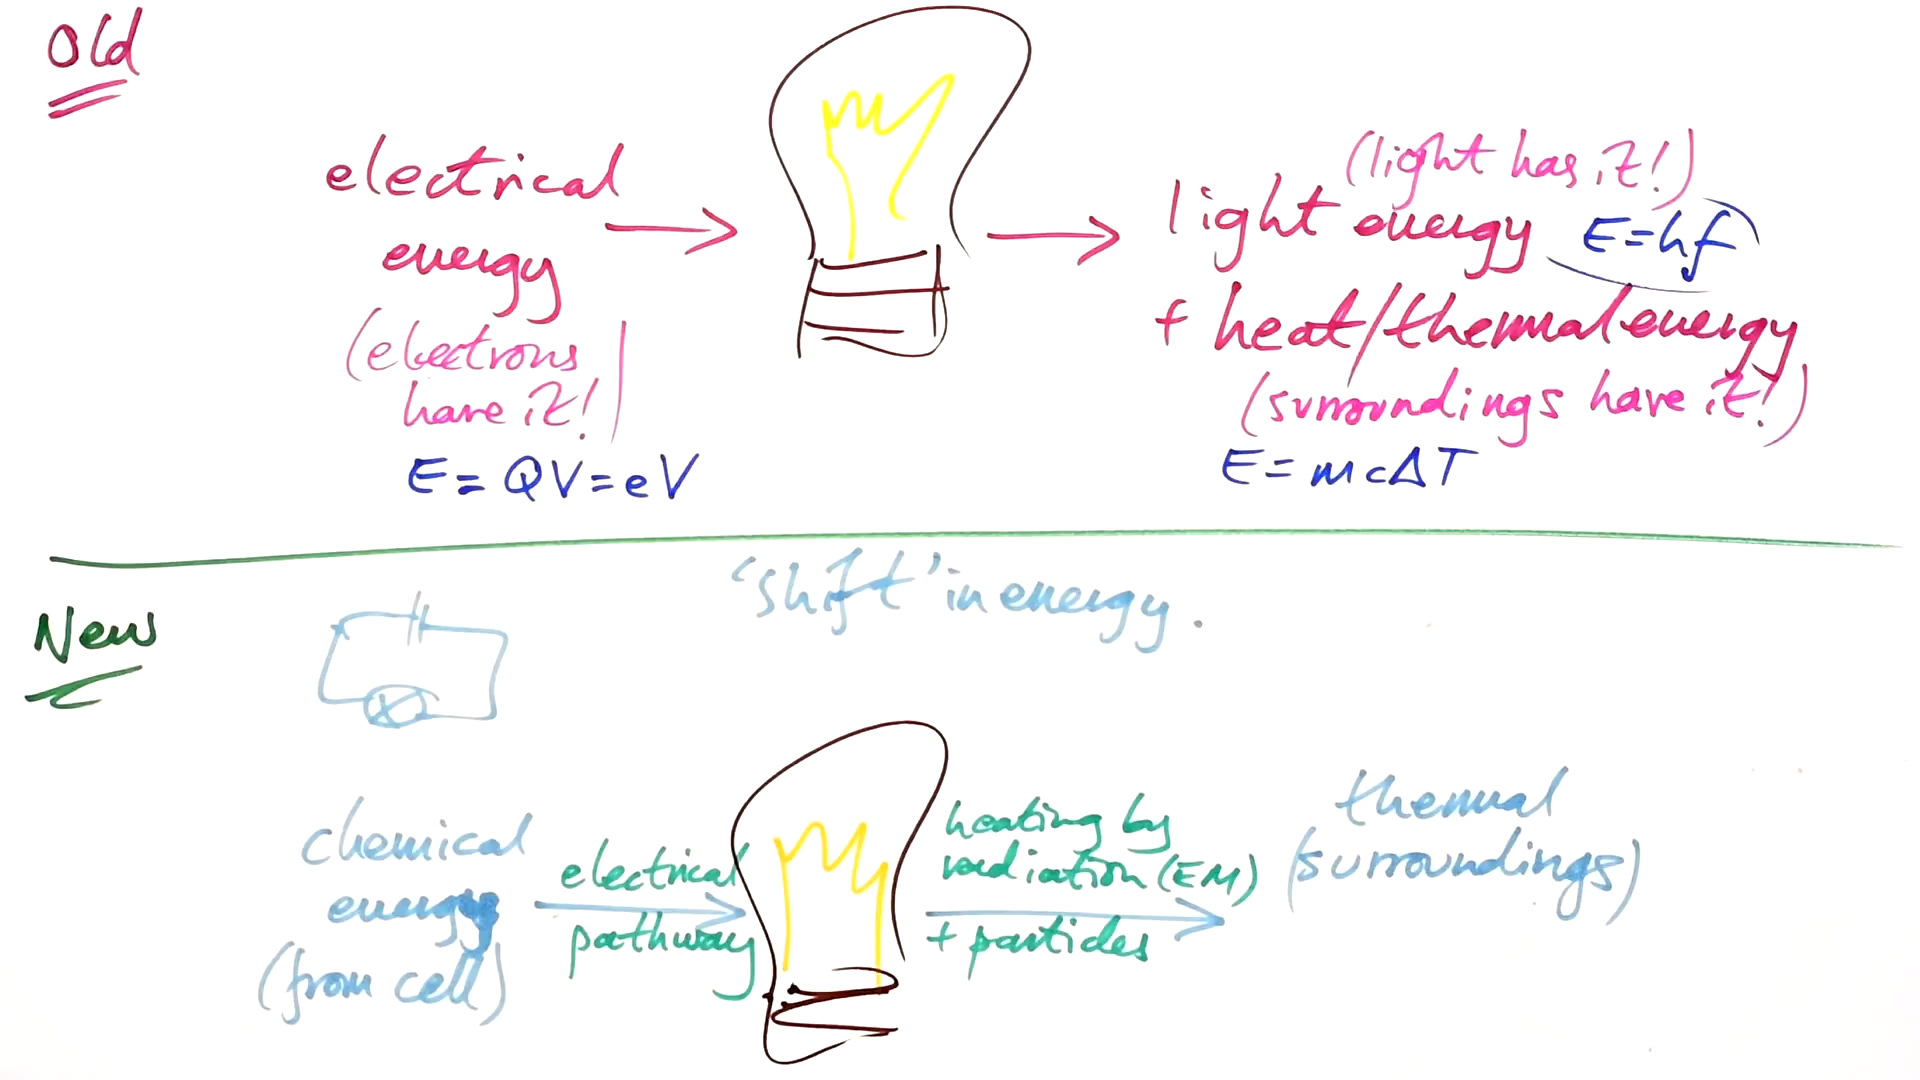 Old
electrical
energy
(electrons
have it!)
E = QV = eV
(light has it!)
light energy E=hf
+ heat/thermal energy
(surroundings have it!)
E = mcΔT
'shift' in energy.
New
chemical
energy
(from cell)
electrical
pathway
heating by
radiation (EM)
+ particles
thermal
(surroundings)